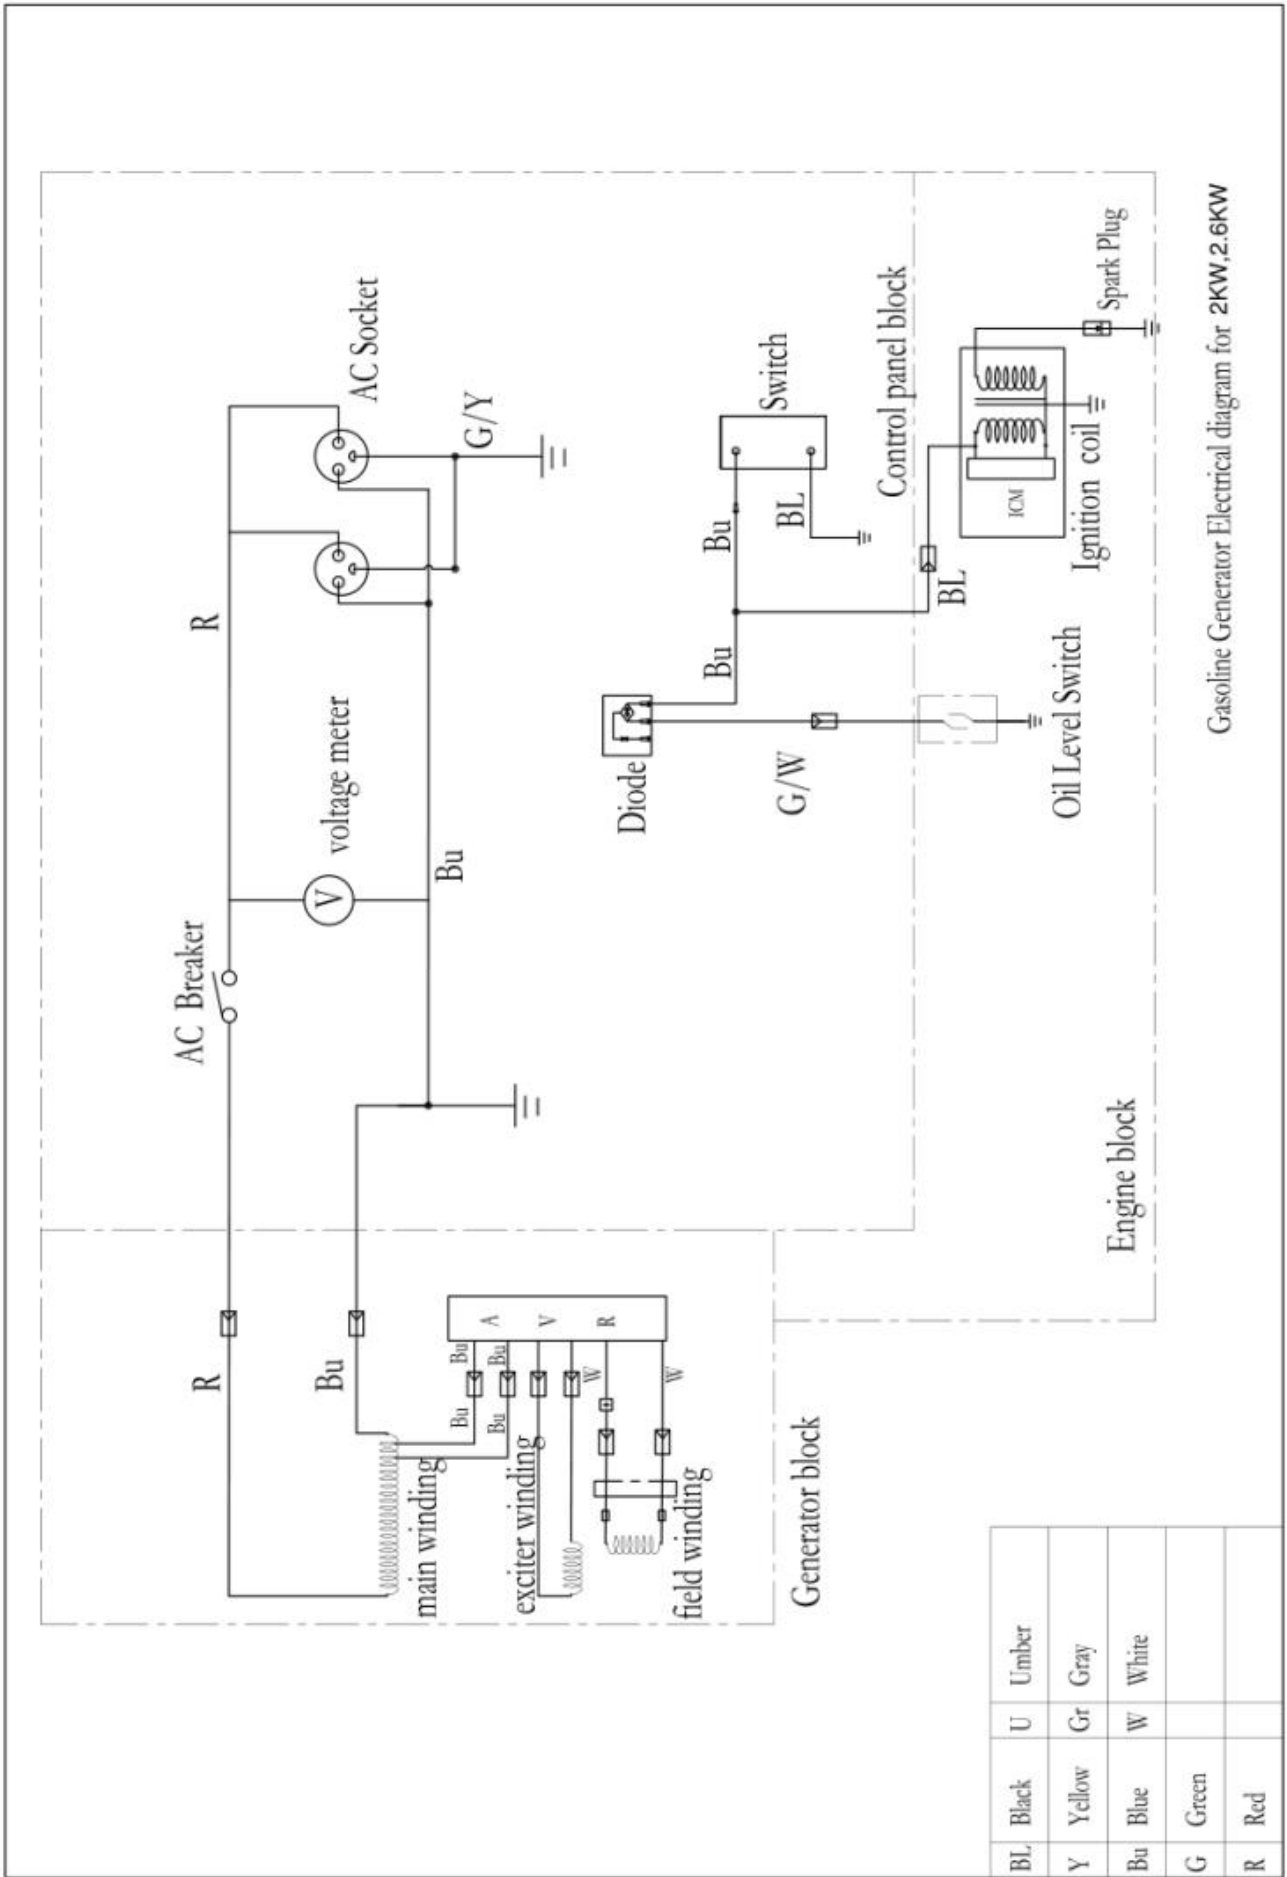 R
AC Breaker
voltage meter
V
R
AC Socket
G/Y
R
Bu
Bu
Bu
Bu
Bu
Bu
A
V
R
W
W
main winding
exciter winding
field winding
Generator block
Diode
Bu
Bu
BL
Switch
G/W
Control panel block
BL
ICM
Ignition coil
Spark Plug
Oil Level Switch
Engine block
BL Black U Umber
Y Yellow Gr Gray
Bu Blue W White
G Green
R Red
Gasoline Generator Electrical diagram for 2KW,2.6KW